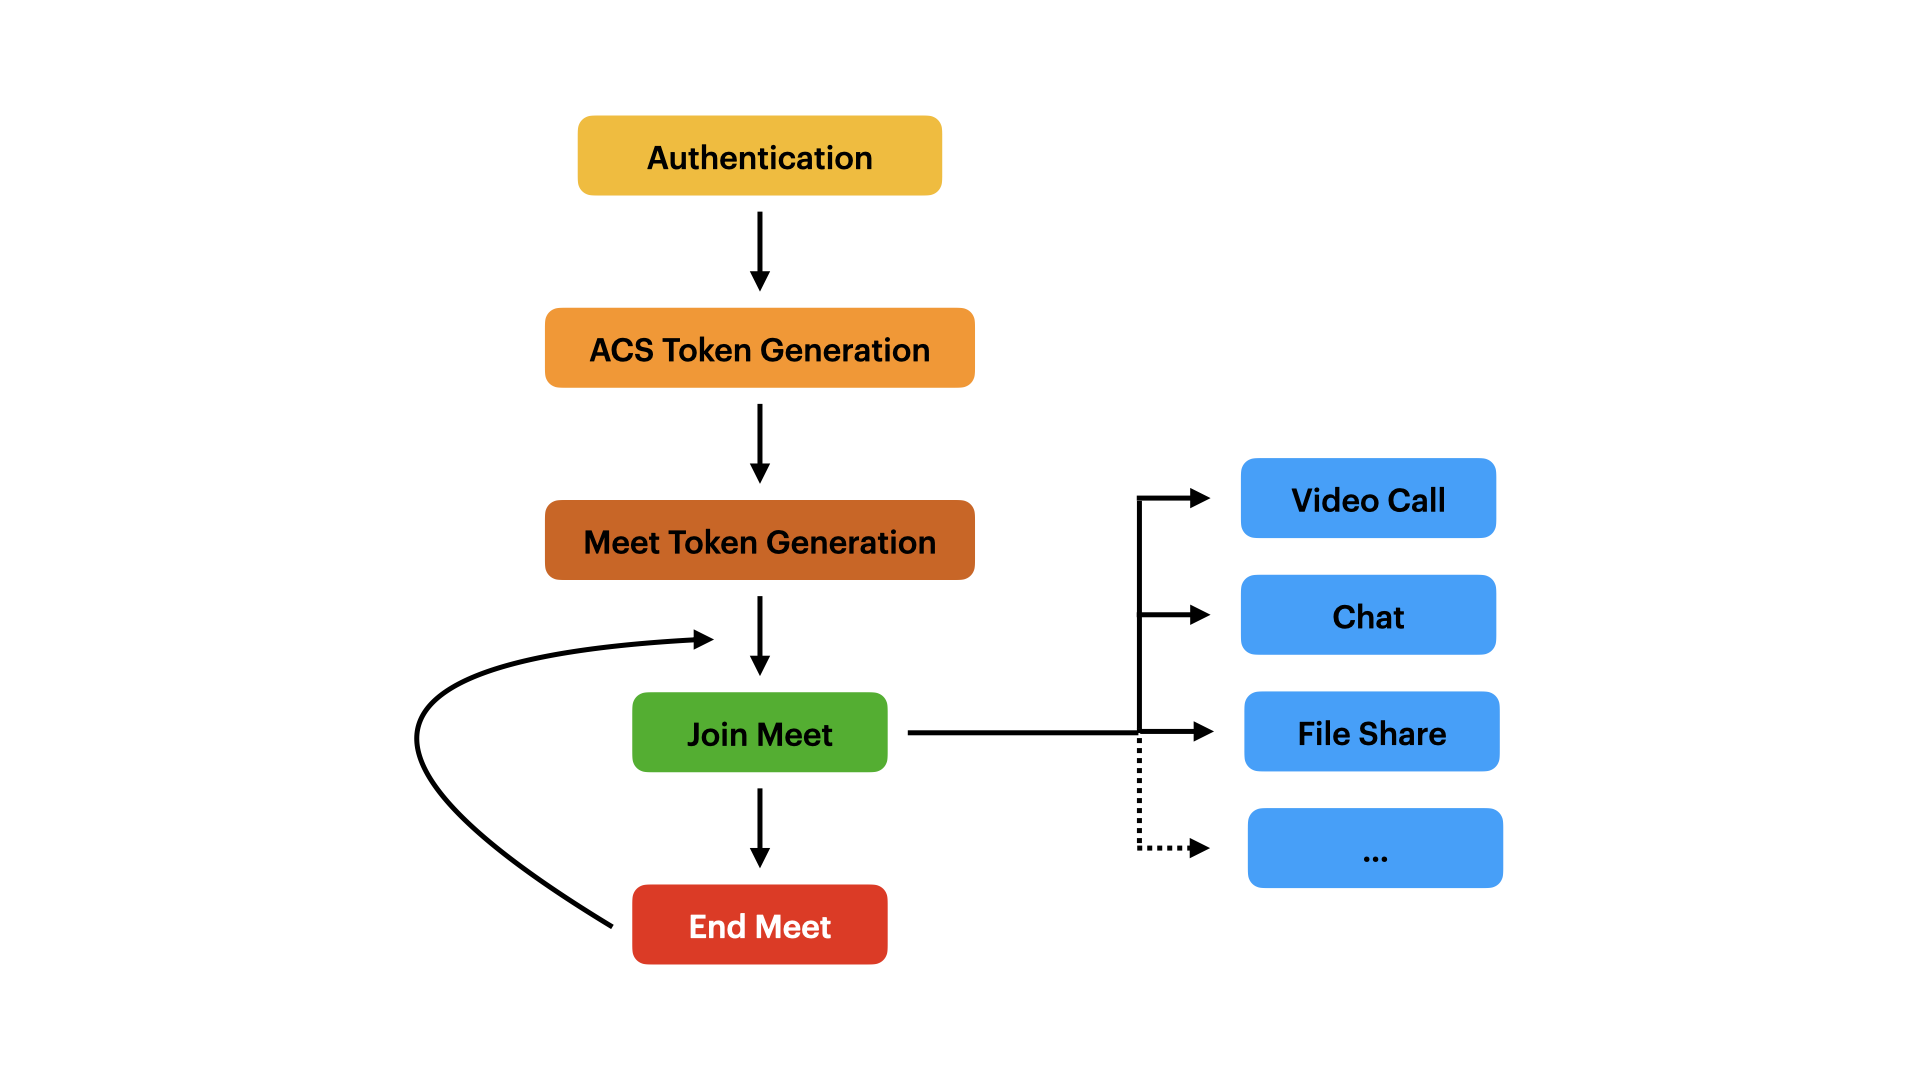 Authentication
ACS Token Generation
Meet Token Generation
Join Meet
End Meet
Video Call
Chat
File Share
...